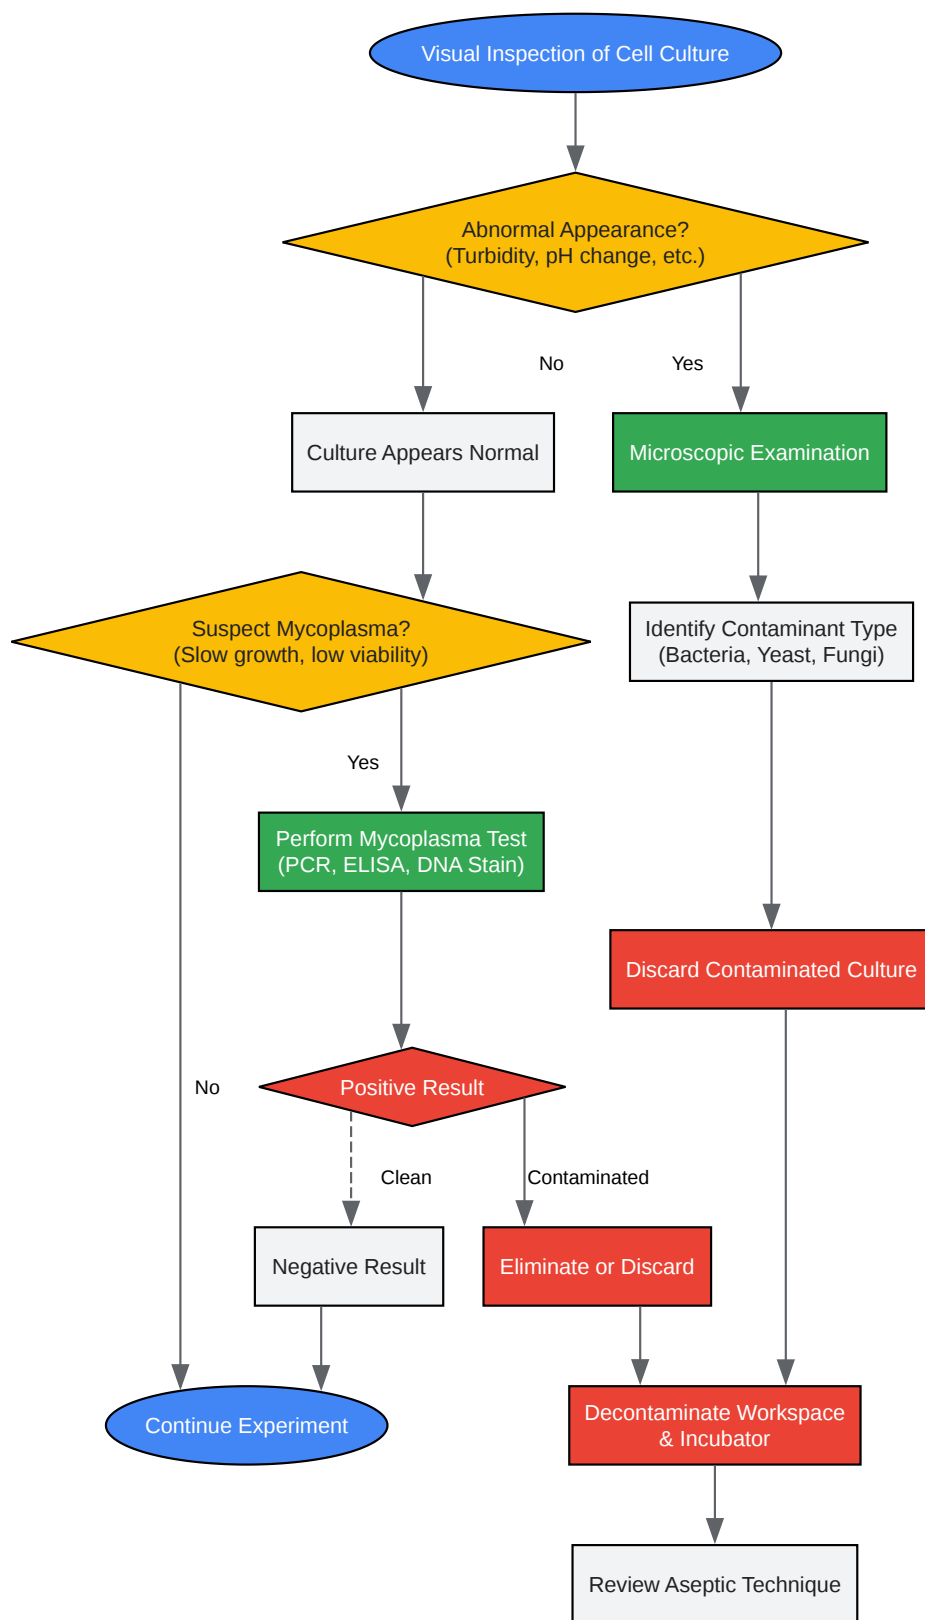 Visual Inspection of Cell Culture
Abnormal Appearance?
(Turbidity, pH change, etc.)
No
Yes
Culture Appears Normal
Microscopic Examination
Suspect Mycoplasma?
(Slow growth, low viability)
Identify Contaminant Type
(Bacteria, Yeast, Fungi)
Yes
Perform Mycoplasma Test
(PCR, ELISA, DNA Stain)
Discard Contaminated Culture
No
Positive Result
Clean
Contaminated
Negative Result
Eliminate or Discard
Continue Experiment
Decontaminate Workspace
& Incubator
Review Aseptic Technique